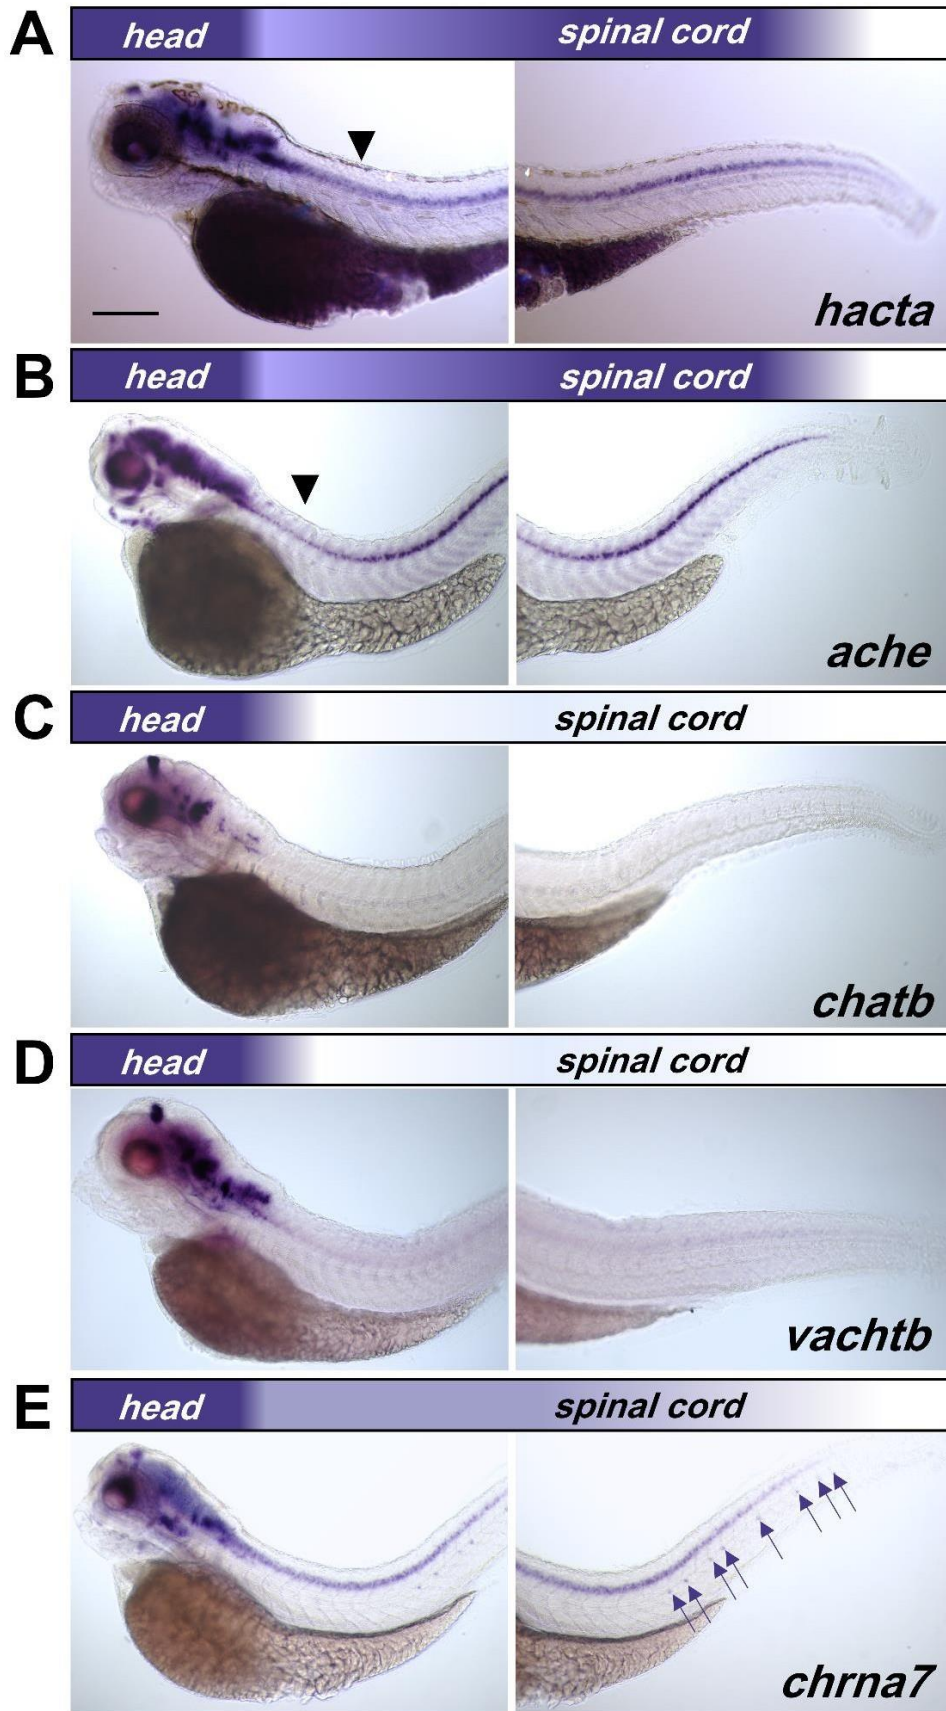 A
head
spinal cord
hacta
B
head
spinal cord
ache
C
head
spinal cord
chatb
D
head
spinal cord
vachtb
E
head
spinal cord
chrna7